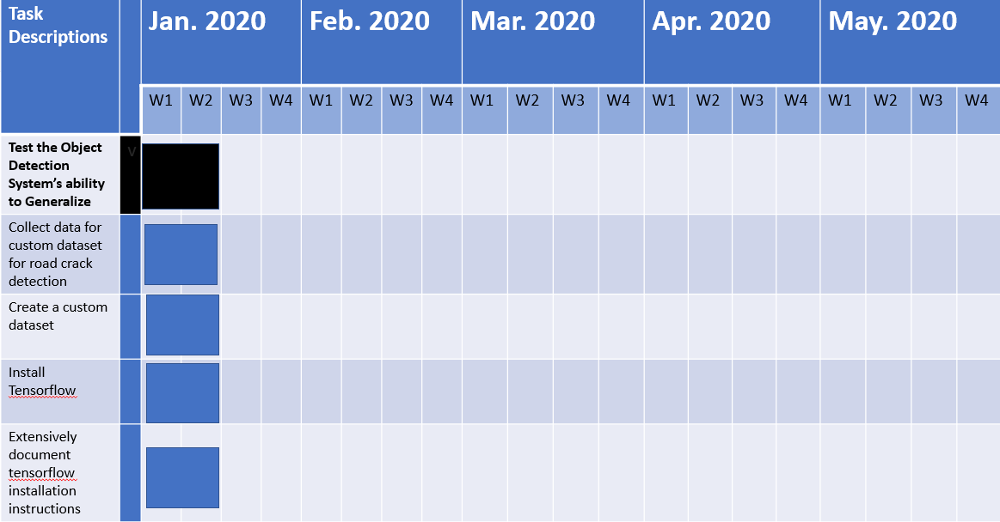 Task
Descriptions
Jan. 2020
Feb. 2020
Mar. 2020
Apr. 2020
May. 2020
W1 W2 W3 W4 W1 W2 W3 W4 W1 W2 W3 W4 W1 W2 W3 W4 W1 W2 W3 W4
Test the Object
Detection
System's ability
to Generalize
V
Collect data for
custom dataset
for road crack
detection
Create a custom
dataset
Install
Tensorflow
Extensively
document
tensorflow
installation
instructions